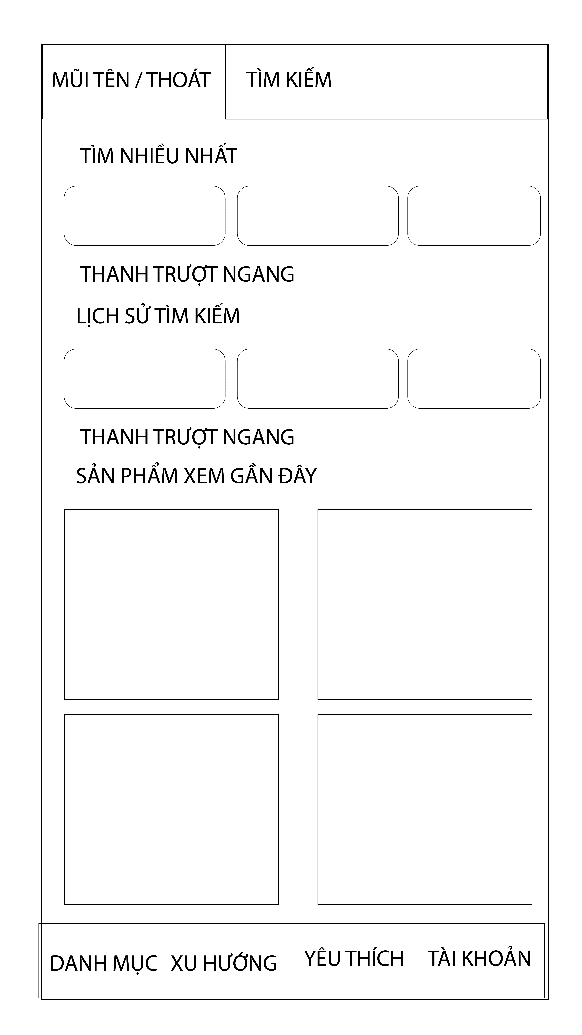 MŨI TÊN / THOÁT TÌM KIẾM
TÌM NHIỀU NHẤT
THANH TRƯỢT NGANG
LỊCH SỬ TÌM KIẾM
THANH TRƯỢT NGANG
SẢN PHẨM XEM GẦN ĐÂY
DANH MỤC XU HƯỚNG YÊU THÍCH TÀI KHOẢN